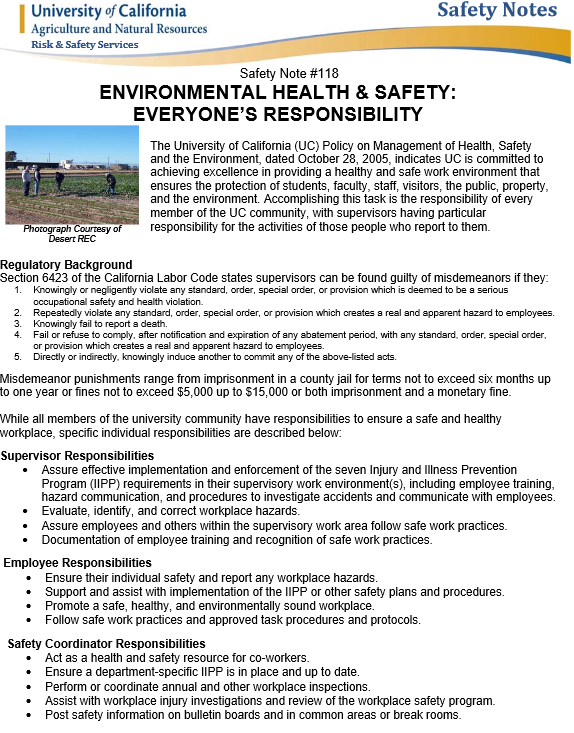 University of California
Agriculture and Natural Resources
Risk & Safety Services
Safety Notes
Safety Note #118
ENVIRONMENTAL HEALTH & SAFETY:
EVERYONE'S RESPONSIBILITY
Photograph Courtesy of
Desert REC
The University of California (UC) Policy on Management of Health, Safety
and the Environment, dated October 28, 2005, indicates UC is committed to
achieving excellence in providing a healthy and safe work environment that
ensures the protection of students, faculty, staff, visitors, the public, property,
and the environment. Accomplishing this task is the responsibility of every
member of the UC community, with supervisors having particular
responsibility for the activities of those people who report to them.
Regulatory Background
Section 6423 of the California Labor Code states supervisors can be found guilty of misdemeanors if they:
1. Knowingly or negligently violate any standard, order, special order, or provision which is deemed to be a serious
occupational safety and health violation.
2. Repeatedly violate any standard, order, special order, or provision which creates a real and apparent hazard to employees.
3. Knowingly fail to report a death.
4. Fail or refuse to comply, after notification and expiration of any abatement period, with any standard, order, special order,
or provision which creates a real and apparent hazard to employees.
5. Directly or indirectly, knowingly induce another to commit any of the above-listed acts.
Misdemeanor punishments range from imprisonment in a county jail for terms not to exceed six months up
to one year or fines not to exceed $5,000 up to $15,000 or both imprisonment and a monetary fine.
While all members of the university community have responsibilities to ensure a safe and healthy
workplace, specific individual responsibilities are described below:
Supervisor Responsibilities
• Assure effective implementation and enforcement of the seven Injury and Illness Prevention
Program (IIPP) requirements in their supervisory work environment(s), including employee training,
hazard communication, and procedures to investigate accidents and communicate with employees.
• Evaluate, identify, and correct workplace hazards.
• Assure employees and others within the supervisory work area follow safe work practices.
• Documentation of employee training and recognition of safe work practices.
Employee Responsibilities
• Ensure their individual safety and report any workplace hazards.
• Support and assist with implementation of the IIPP or other safety plans and procedures.
• Promote a safe, healthy, and environmentally sound workplace.
• Follow safe work practices and approved task procedures and protocols.
Safety Coordinator Responsibilities
• Act as a health and safety resource for co-workers.
• Ensure a department-specific IIPP is in place and up to date.
• Perform or coordinate annual and other workplace inspections.
• Assist with workplace injury investigations and review of the workplace safety program.
• Post safety information on bulletin boards and in common areas or break rooms.